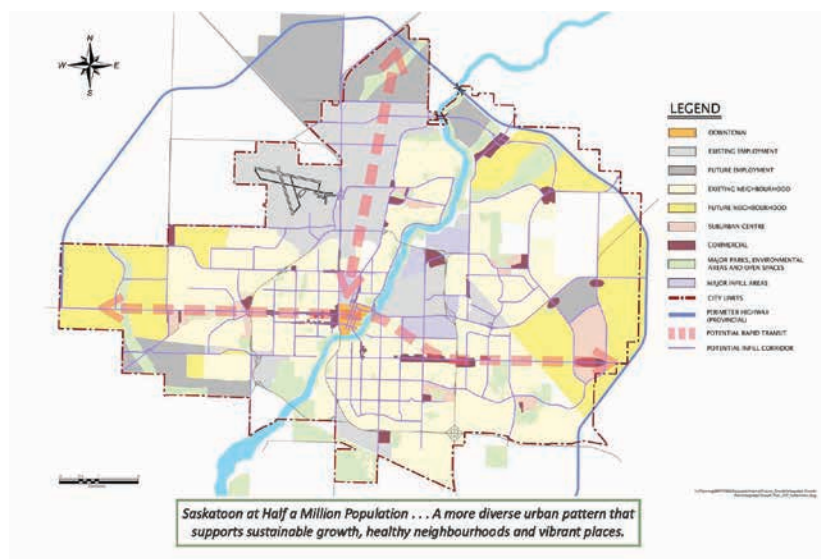 N
W
E
S
LEGEND
DOWNTOWN
EXISTING EMPLOYMENT
FUTURE EMPLOYMENT
EXISTING NEIGHBOURHOOD
FUTURE NEIGHBOURHOOD
SUBURBAN CENTRE
COMMERCIAL
MAJOR PARKS, ENVIRONMENTAL
AREAS AND OPEN SPACES
MAJOR INFILL AREAS
CITY LIMITS
PERIMETER HIGHWAY
(PROVINCIAL)
POTENTIAL RAPID TRANSIT
POTENTIAL INFILL CORRIDOR
Saskatoon at Half a Million Population . . . A more diverse urban pattern that
supports sustainable growth, healthy neighbourhoods and vibrant places.